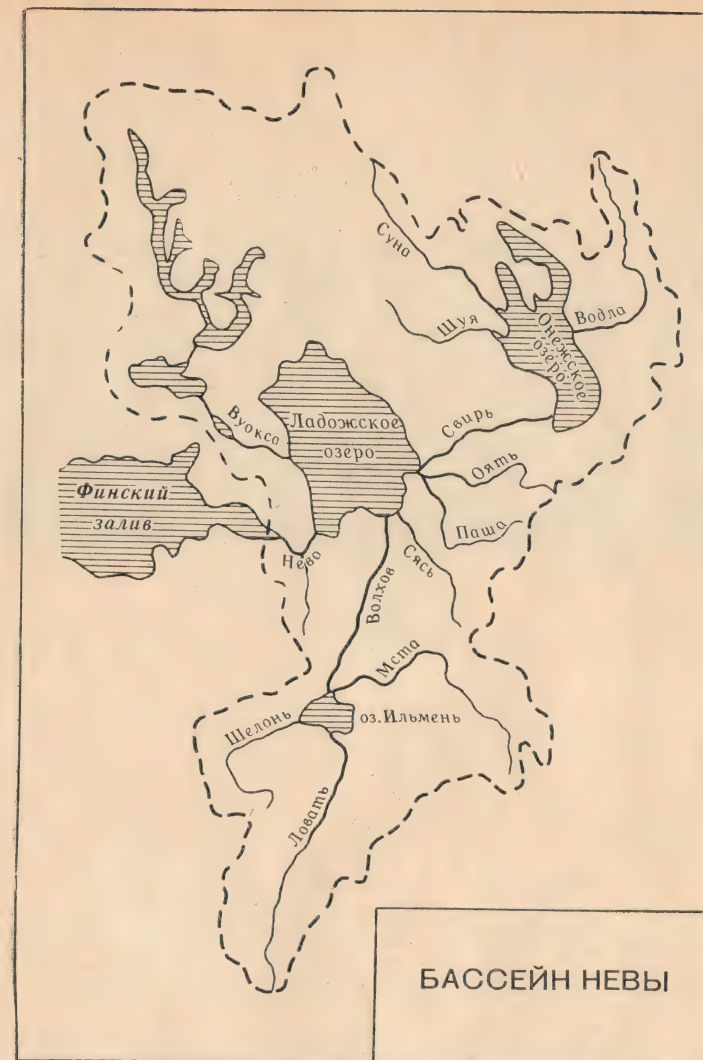 Суна
Шуя
Водла
Онежское
озеро
Вуокса
Ладожское
озеро
Свирь
Оять
Паша
Финский
залив
Нево
Сясь
Волхов
Мста
Шелонь
оз.Ильмень
Ловать
БАССЕЙН НЕВЫ